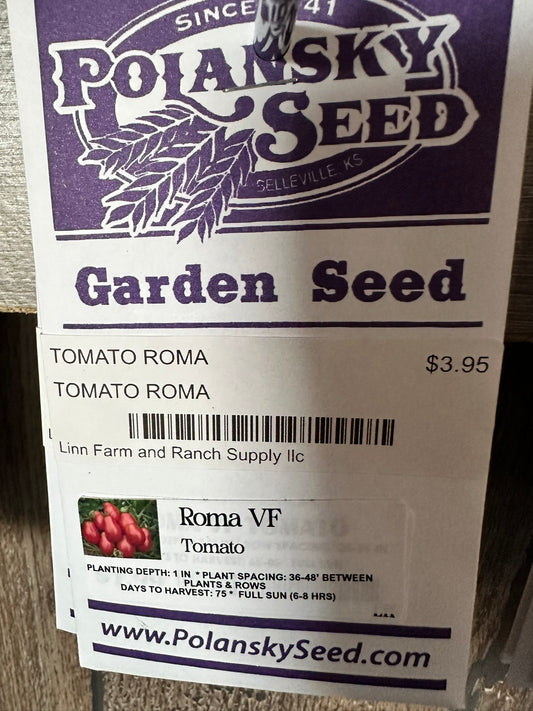 SINCE 41
POLANSKY
SEED
BELLEVILLE, KS
Garden Seed
TOMATO ROMA
$3.95
TOMATO ROMA
Linn Farm and Ranch Supply llc
Roma VF
Tomato
PLANTING DEPTH: 1 IN * PLANT SPACING: 36-48' BETWEEN
PLANTS & ROWS
DAYS TO HARVEST: 75 * FULL SUN (6-8 HRS)
www.PolanskySeed.com